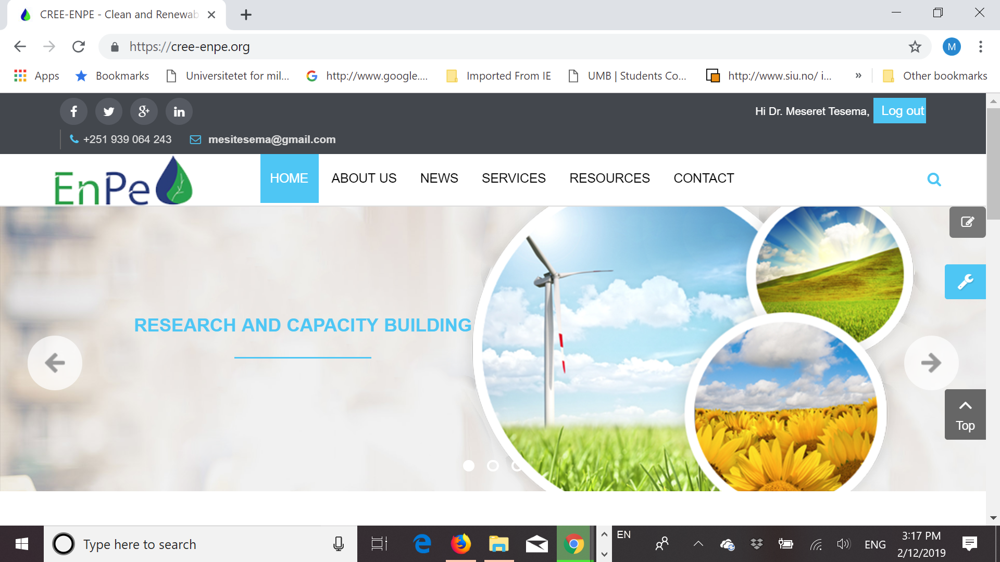 CREE-ENPE - Clean and Renewab
https://cree-enpe.org
M
Apps
Bookmarks
Universitetet for mil...
http://www.google....
Imported From IE
UMB | Students Co...
http://www.siu.no/ i...
»
Other bookmarks
Hi Dr. Meseret Tesema,
Log out
+251 939 064 243
mesitesema@gmail.com
EnPe
HOME
ABOUT US
NEWS
SERVICES
RESOURCES
CONTACT
RESEARCH AND CAPACITY BUILDING
Top
Type here to search
EN
ENG
3:17 PM
2/12/2019